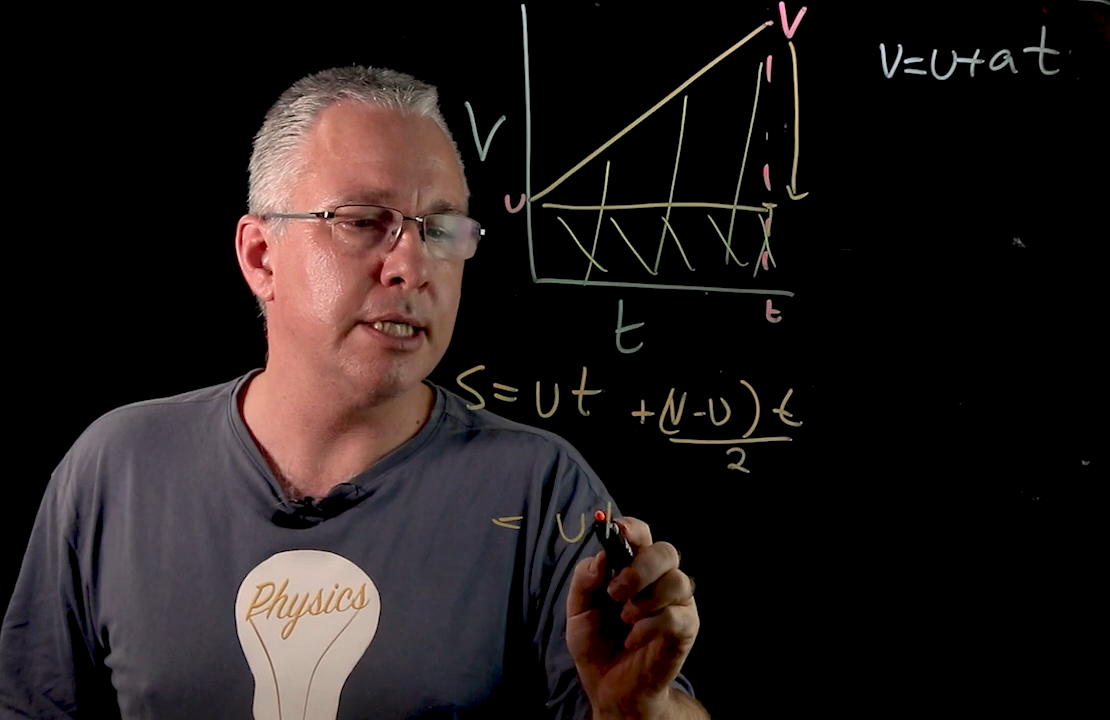 V
V=u+at
V
u
t
t
S= ut + (v-u)t
2
= ut
Physics